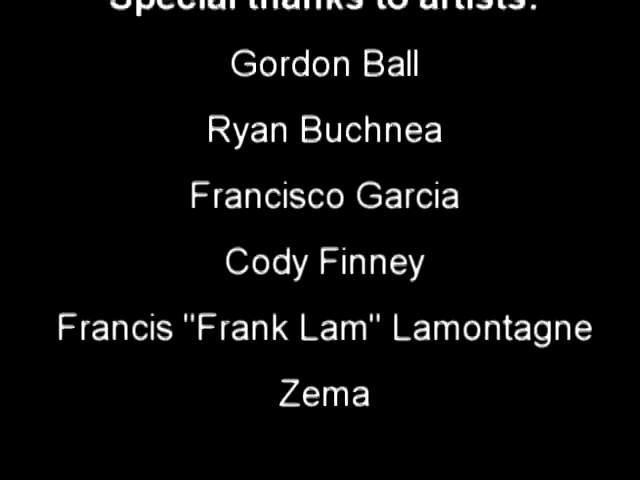 Special thanks to artists:
Gordon Ball
Ryan Buchnea
Francisco Garcia
Cody Finney
Francis "Frank Lam" Lamontagne
Zema